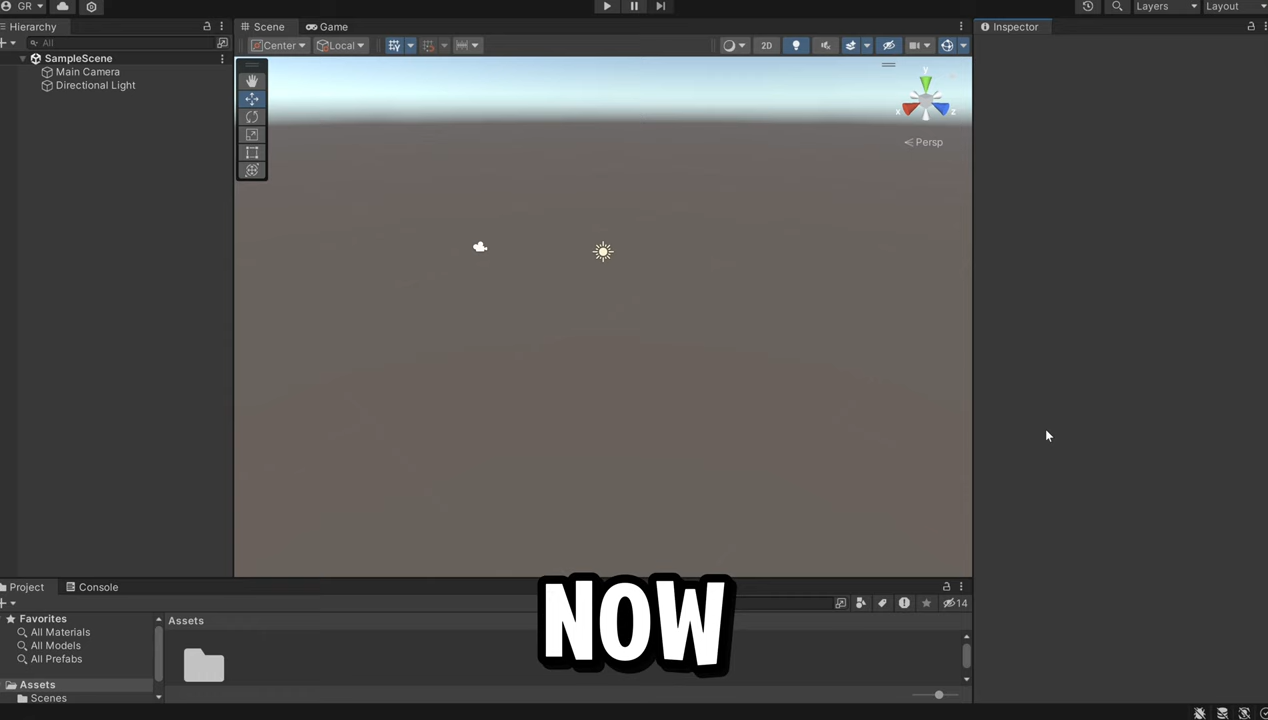 GR
Layers
Layout
Hierarchy
Scene
Game
Inspector
All
Center
Local
2D
SampleScene
Main Camera
Directional Light
y
x
z
Persp
Project
Console
14
Favorites
All Materials
All Models
All Prefabs
Assets
Scenes
Assets
NOW